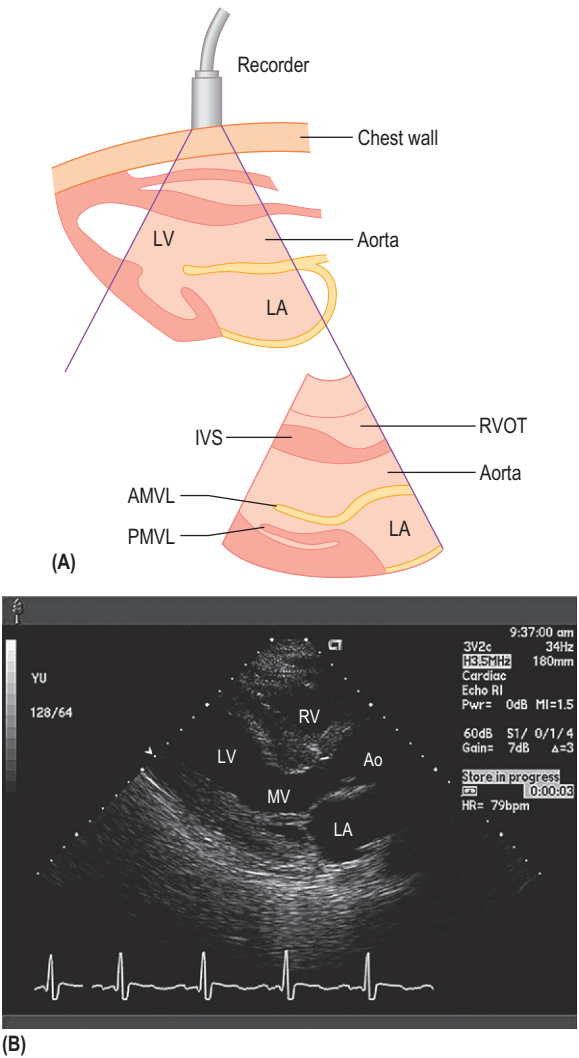 Recorder
Chest wall
LV
Aorta
LA
RVOT
IVS
Aorta
AMVL
LA
PMVL
(A)
9:37:00 am
3V2c 34Hz
H3.5MHz 180mm
Cardiac
Echo RI
Pwr= 0dB MI=1.5
60dB S1/ 0/1/4
Gain= 7dB Δ=3
Store in progress
0:00:03
HR= 79bpm
YU
128/64
RV
LV
Ao
MV
LA
(B)